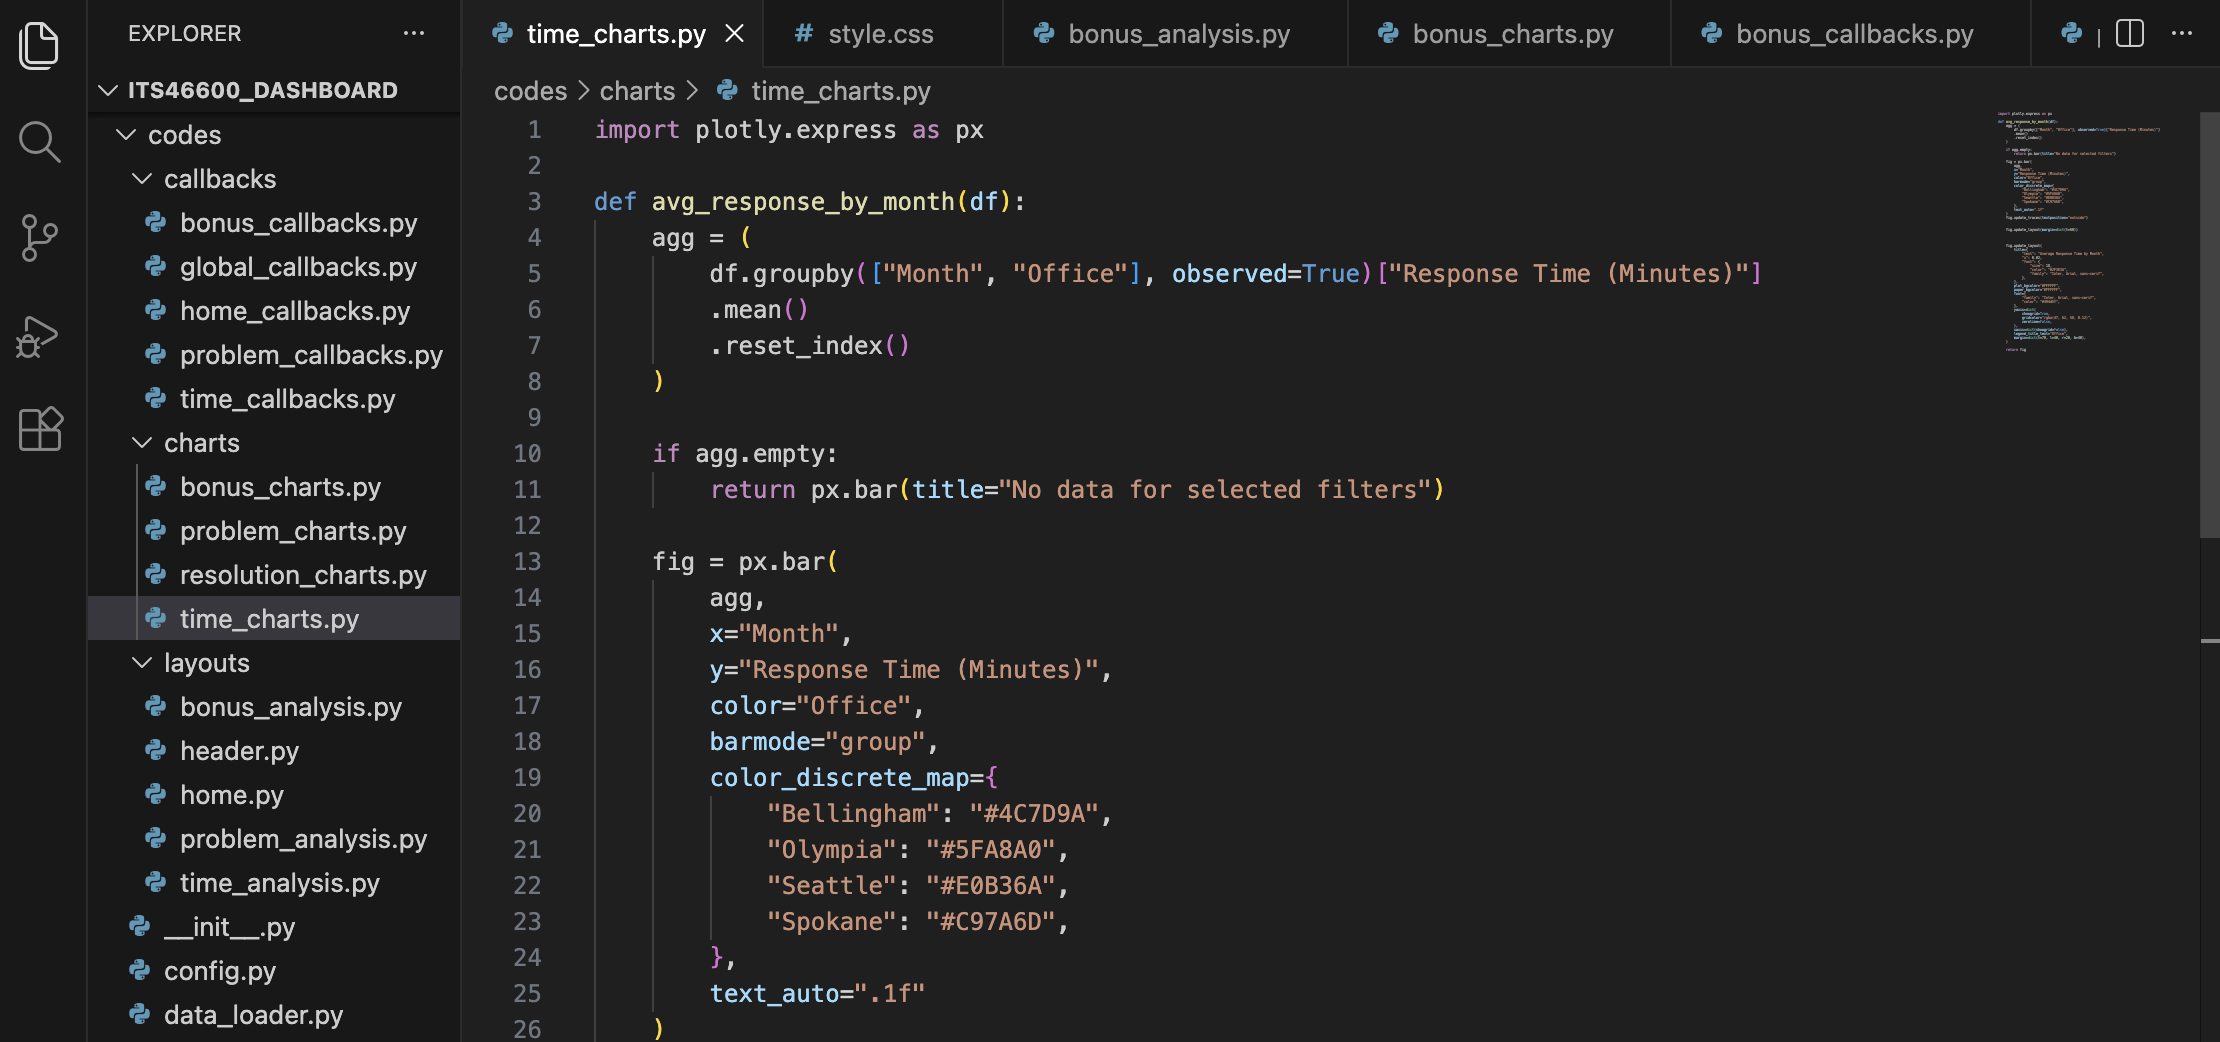 EXPLORER
ITS46600_DASHBOARD
codes
callbacks
bonus_callbacks.py
global_callbacks.py
home_callbacks.py
problem_callbacks.py
time_callbacks.py
charts
bonus_charts.py
problem_charts.py
resolution_charts.py
time_charts.py
layouts
bonus_analysis.py
header.py
home.py
problem_analysis.py
time_analysis.py
__init__.py
config.py
data_loader.py
time_charts.py
# style.css
bonus_analysis.py
bonus_charts.py
bonus_callbacks.py
codes > charts > time_charts.py
1 import plotly.express as px
2
3 def avg_response_by_month(df):
4     agg = (
5         df.groupby(["Month", "Office"], observed=True)["Response Time (Minutes)"]
6         .mean()
7         .reset_index()
8     )
9
10     if agg.empty:
11         return px.bar(title="No data for selected filters")
12
13     fig = px.bar(
14         agg,
15         x="Month",
16         y="Response Time (Minutes)",
17         color="Office",
18         barmode="group",
19         color_discrete_map={
20             "Bellingham": "#4C7D9A",
21             "Olympia": "#5FA8A0",
22             "Seattle": "#E0B36A",
23             "Spokane": "#C97A6D",
24         },
25         text_auto=".1f"
26     )